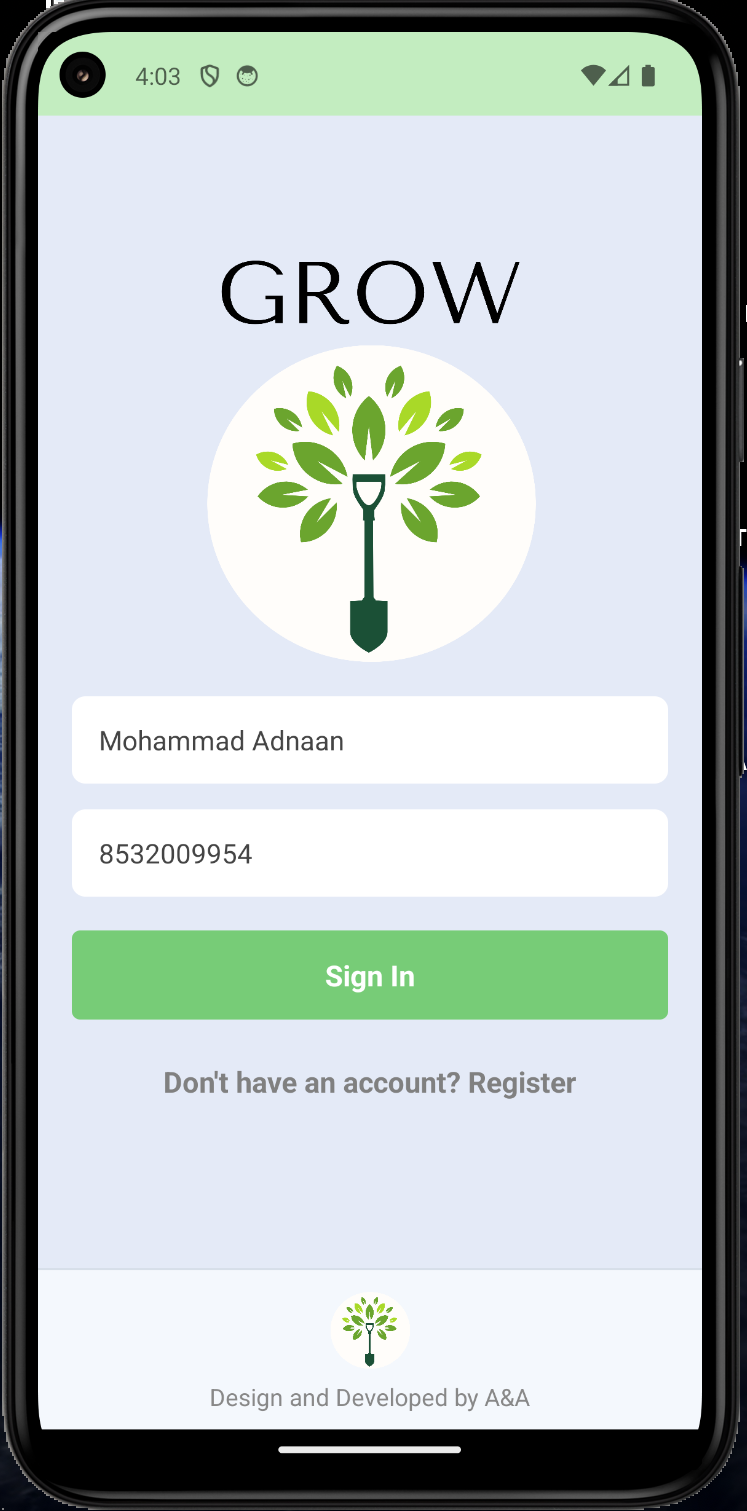 4:03
GROW
Mohammad Adnaan
8532009954
Sign In
Don't have an account? Register
Design and Developed by A&A